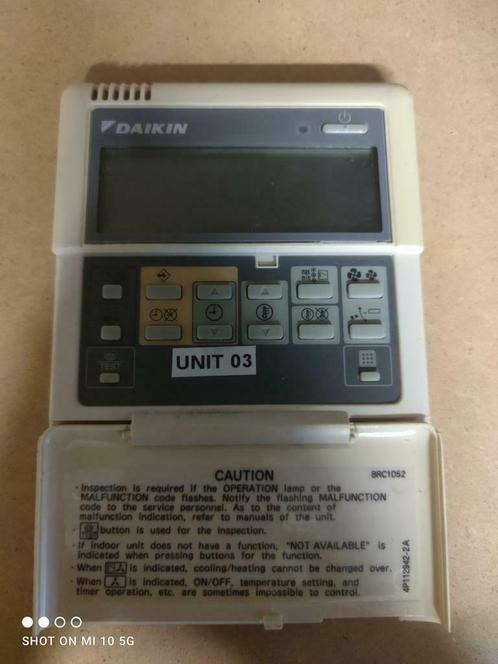 DAIKIN
TEST
UNIT 03
CAUTION
BRC1052
· Inspection is required if the OPERATION lamp or the
MALFUNCTION code flashes. Notify the flashing MALFUNCTION
code to the service personnel. As to the content of
malfunction indication, refer to manuals of the unit.
· button is used for the inspection.
· If indoor unit does not have a function, "NOT AVAILABLE" is
indicated when pressing buttons for the function.
· When is indicated, cooling/heating cannot be changed over.
· When is indicated, ON/OFF, temperature setting, and
timer operation, etc. are sometimes impossible to control.
4P112942-2A
SHOT ON MI 10 5G